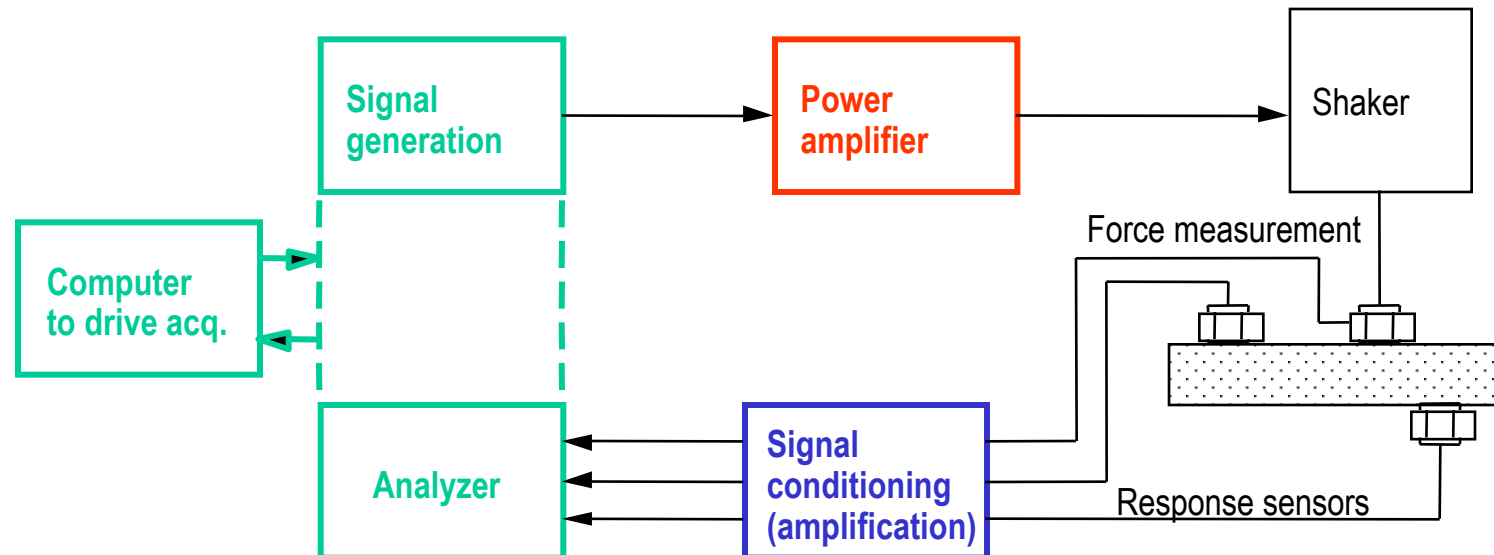 Signal
generation
Power
amplifier
Shaker
Force measurement
Computer
to drive acq.
Analyzer
Signal
conditioning
(amplification)
Response sensors